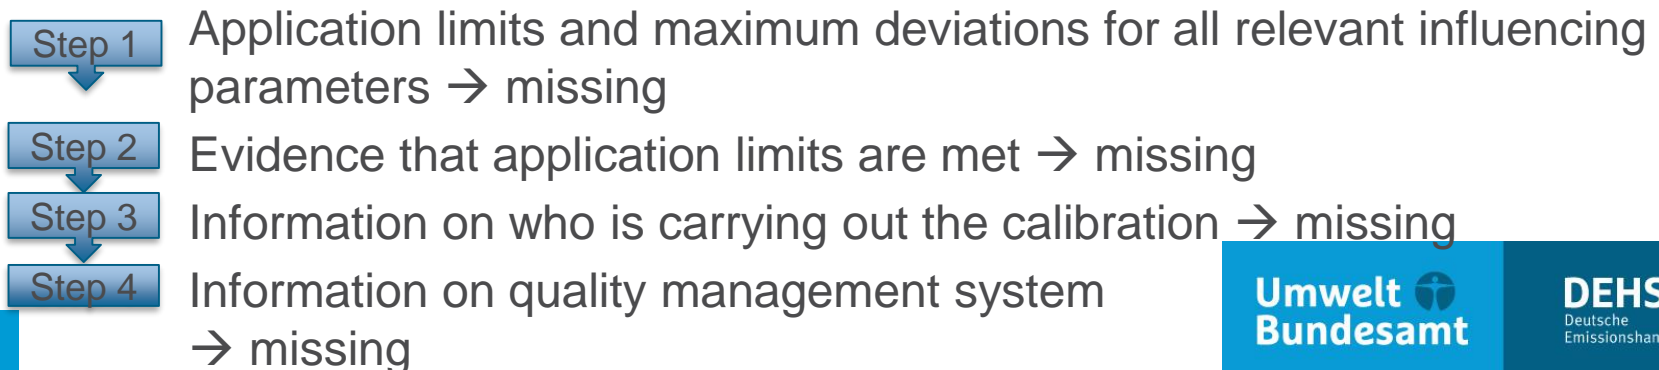 Step 1
Application limits and maximum deviations for all relevant influencing
parameters → missing
Step 2
Evidence that application limits are met → missing
Step 3
Information on who is carrying out the calibration → missing
Step 4
Information on quality management system
→ missing
Umwelt
Bundesamt
DEHS
Deutsche
Emissionshan